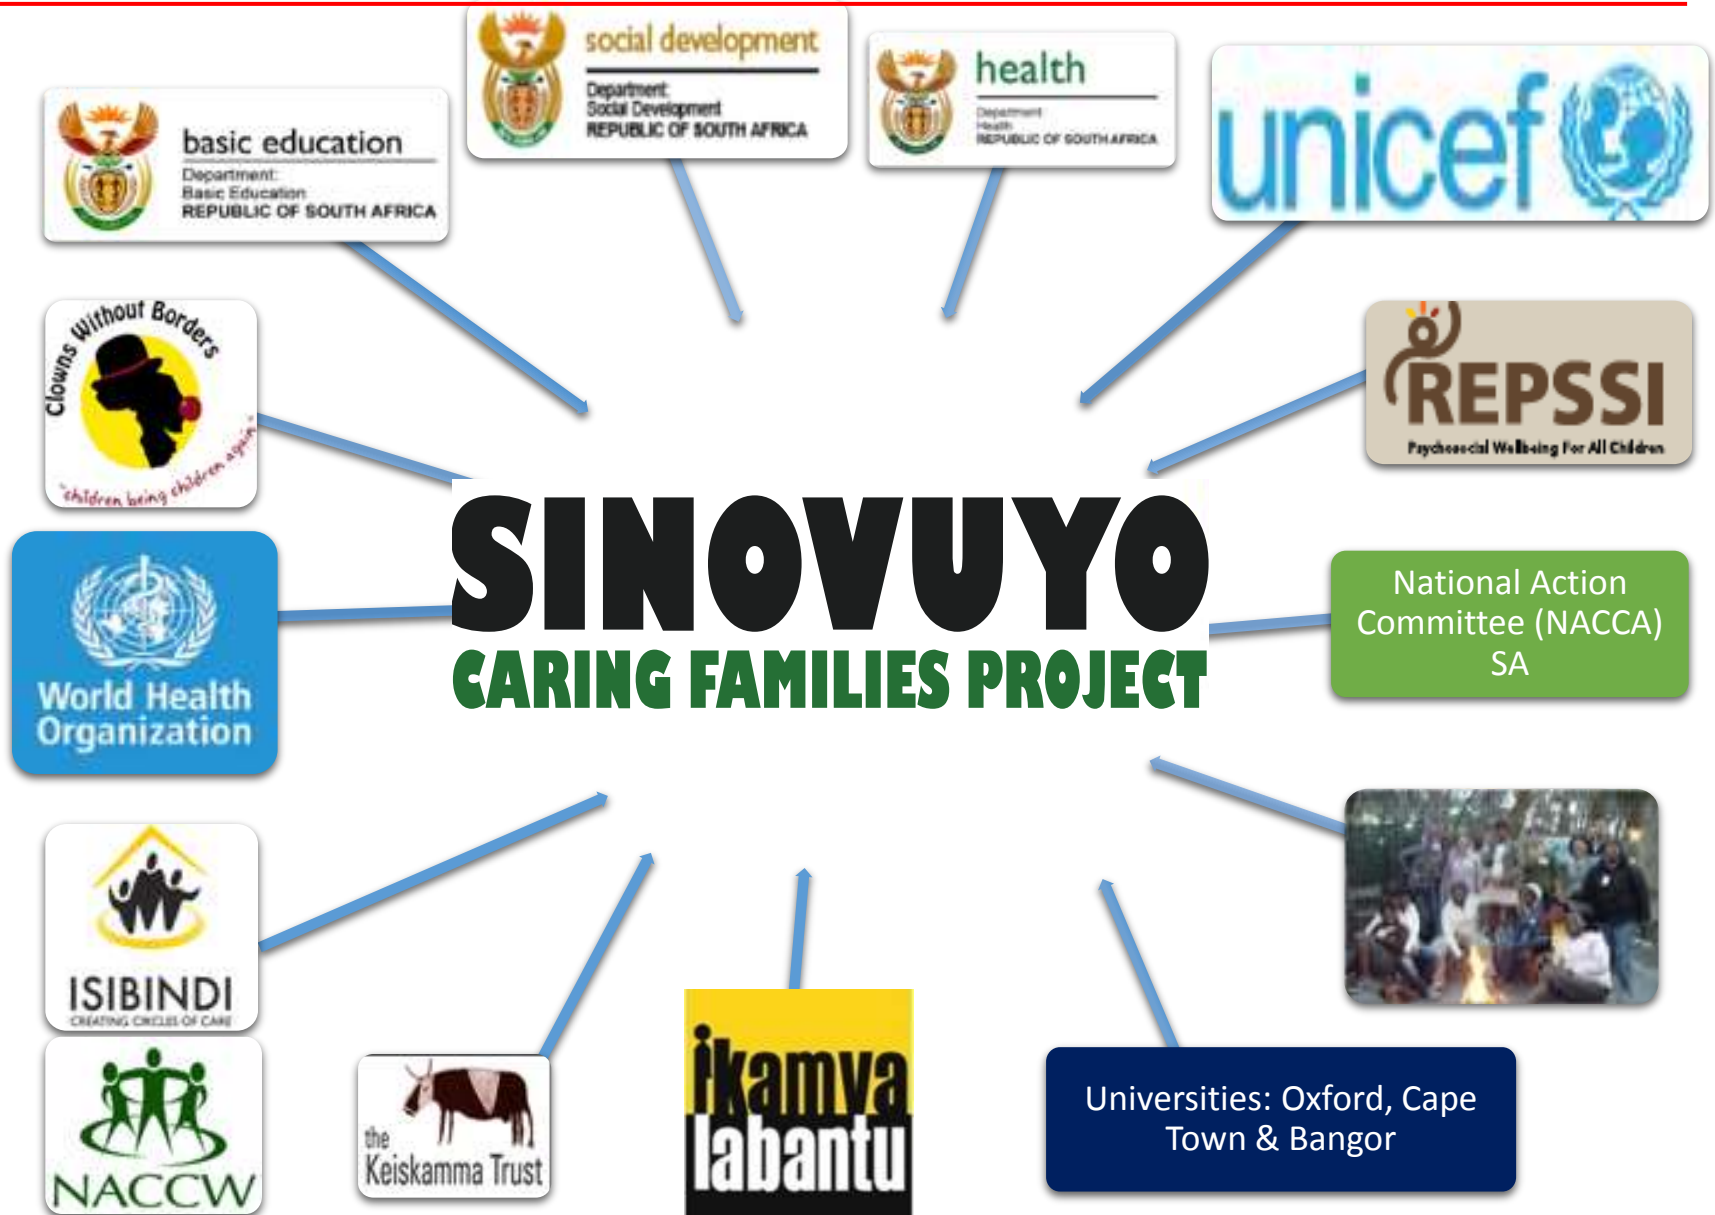 social development
Department:
Social Development
REPUBLIC OF SOUTH AFRICA
health
Department
Health
REPUBLIC OF SOUTH AFRICA
unicef
basic education
Department:
Basic Education
REPUBLIC OF SOUTH AFRICA
Clowns Without Borders
"children being children again"
REPSSI
Psychosocial Wellbeing For All Children
SINOVUYO
CARING FAMILIES PROJECT
World Health
Organization
National Action
Committee (NACCA)
SA
ISIBINDI
CREATING CIRCLES OF CARE
NACCW
the
Keiskamma Trust
ikamva
labantu
Universities: Oxford, Cape
Town & Bangor